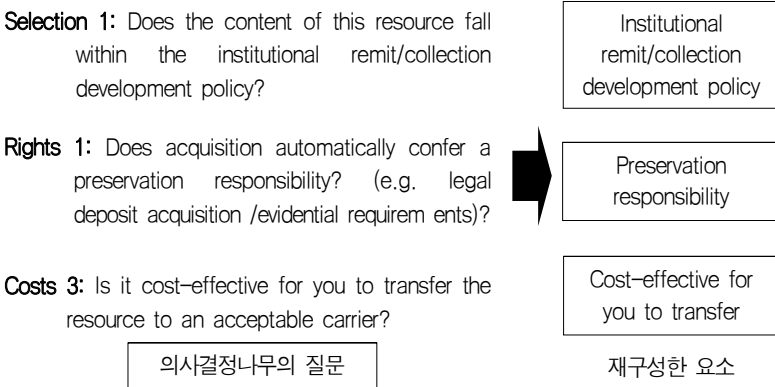 Selection 1: Does the content of this resource fall
within the institutional remit/collection
development policy?
Institutional
remit/collection
development policy
Rights 1: Does acquisition automatically confer a
preservation responsibility? (e.g. legal
deposit acquisition /evidential requirem ents)?
Preservation
responsibility
Costs 3: Is it cost-effective for you to transfer the
resource to an acceptable carrier?
Cost-effective for
you to transfer
의사결정나무의 질문
재구성한 요소